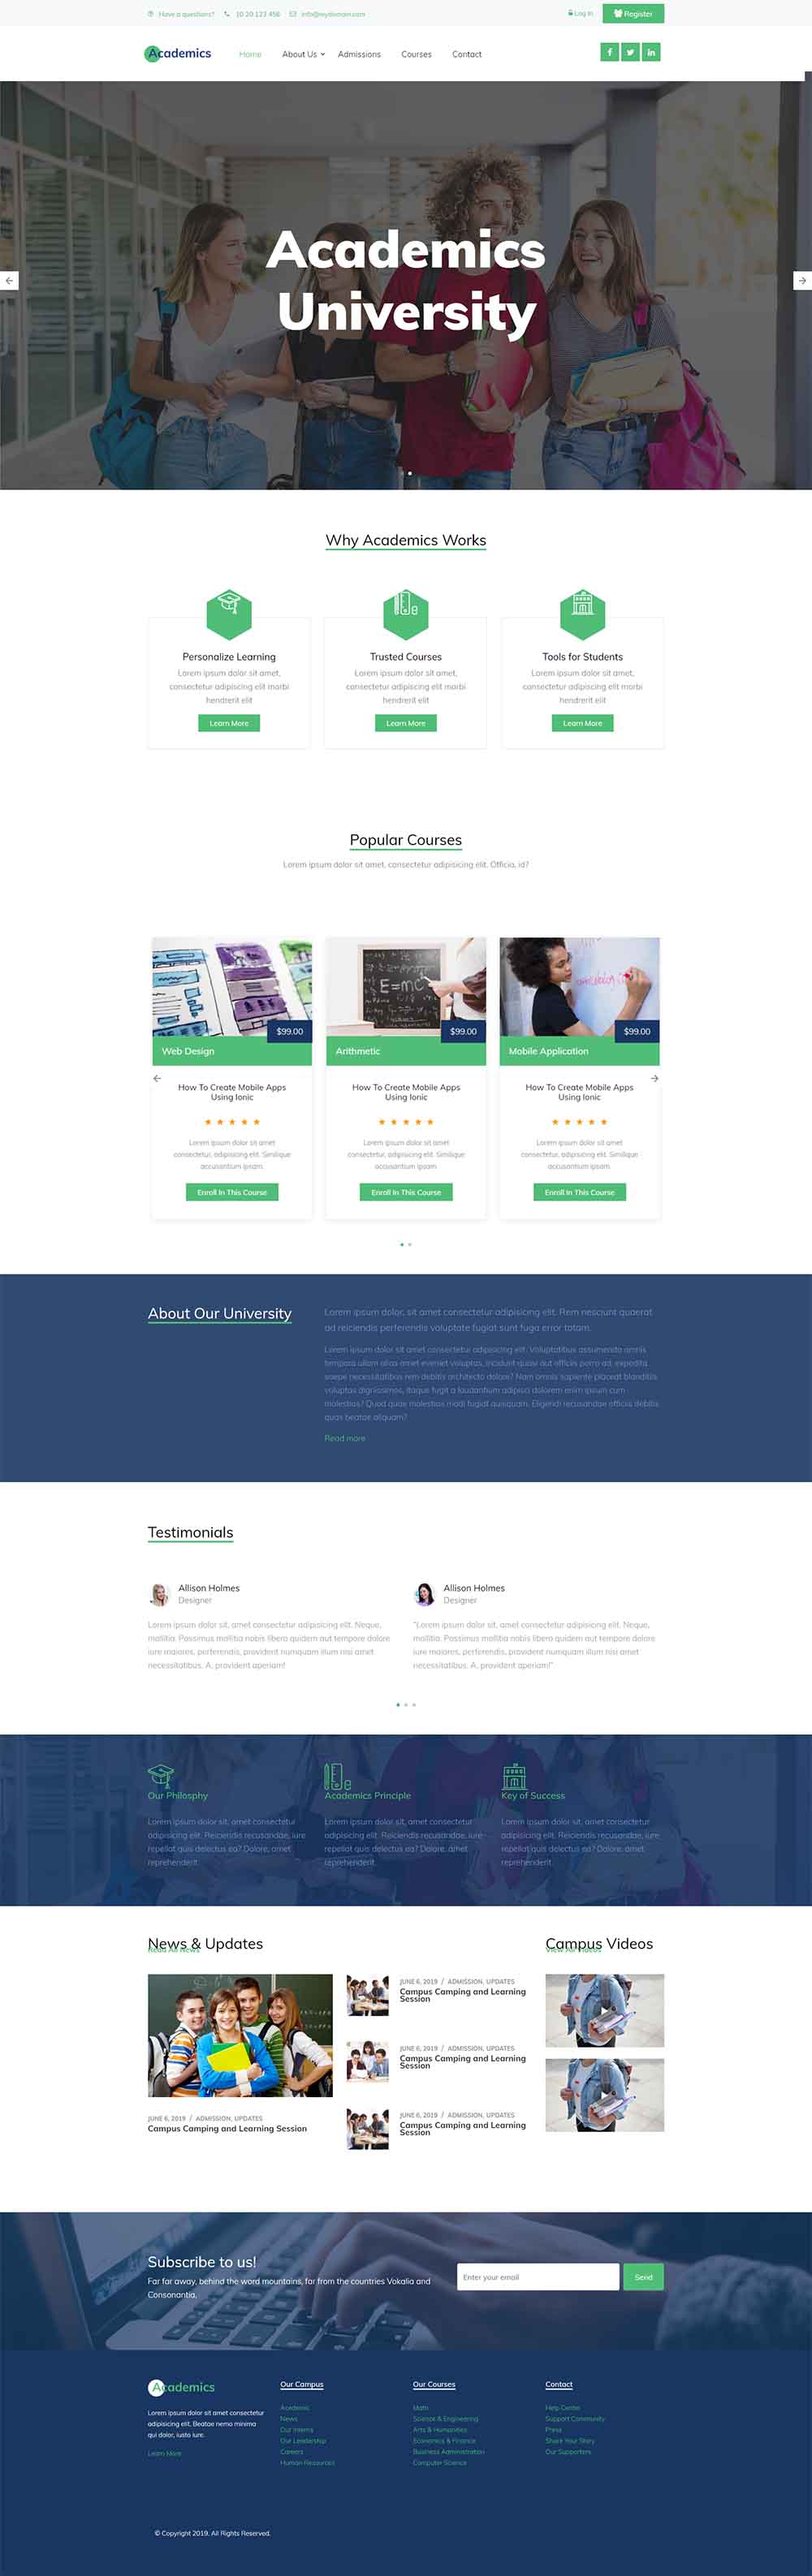 Have a questions? 10 20 123 456 info@mydomain.com Log In Register
Academics Home About Us Admissions Courses Contact
Academics
University
Why Academics Works
Personalize Learning
Lorem ipsum dolor sit amet,
consectetur adipiscing elit morbi
hendrerit elit
Learn More
Trusted Courses
Lorem ipsum dolor sit amet,
consectetur adipiscing elit morbi
hendrerit elit
Learn More
Tools for Students
Lorem ipsum dolor sit amet,
consectetur adipiscing elit morbi
hendrerit elit
Learn More
Popular Courses
Lorem ipsum dolor sit amet, consectetur adipisicing elit. Officia, id?
$99.00
Web Design
How To Create Mobile Apps
Using Ionic
Lorem ipsum dolor sit amet
consectetur, adipisicing elit. Similique
accusantium ipsam.
Enroll In This Course
E=mc
$99.00
Arithmetic
How To Create Mobile Apps
Using Ionic
Lorem ipsum dolor sit amet
consectetur, adipisicing elit. Similique
accusantium ipsam.
Enroll In This Course
$99.00
Mobile Application
How To Create Mobile Apps
Using Ionic
Lorem ipsum dolor sit amet
consectetur, adipisicing elit. Similique
accusantium ipsam.
Enroll In This Course
About Our University
Lorem ipsum dolor, sit amet consectetur adipisicing elit. Rem nesciunt quaerat
ad reiciendis perferendis voluptate fugiat sunt fuga error totam.
Lorem ipsum dolor sit amet consectetur adipisicing elit. Voluptatibus assumenda omnis
tempora ullam alias amet eveniet voluptas, incidunt quasi aut officiis porro ad, expedita
saepe necessitatibus rem debitis architecto dolore? Nam omnis sapiente placeat blanditiis
voluptas dignissimos, itaque fugit a laudantium adipisci dolorem enim ipsum cum
molestias? Quod quae molestias modi fugiat quisquam. Eligendi recusandae officiis debitis
quas beatae aliquam?
Read more
Testimonials
Allison Holmes
Designer
Lorem ipsum dolor sit, amet consectetur adipisicing elit. Neque,
mollitia. Possimus mollitia nobis libero quidem aut tempore dolore
iure maiores, perferendis, provident numquam illum nisi amet
necessitatibus. A, provident aperiam!
Allison Holmes
Designer
"Lorem ipsum dolor sit, amet consectetur adipisicing elit. Neque,
mollitia. Possimus mollitia nobis libero quidem aut tempore dolore
iure maiores, perferendis, provident numquam illum nisi amet
necessitatibus. A, provident aperiam!"
Our Philosphy
Lorem ipsum dolor sit, amet consectetur
adipisicing elit. Reiciendis recusandae, iure
repellat quis delectus ea? Dolore, amet
reprehenderit.
Academics Principle
Lorem ipsum dolor sit, amet consectetur
adipisicing elit. Reiciendis recusandae, iure
repellat quis delectus ea? Dolore, amet
reprehenderit.
Key of Success
Lorem ipsum dolor sit, amet consectetur
adipisicing elit. Reiciendis recusandae, iure
repellat quis delectus ea? Dolore, amet
reprehenderit.
News & Updates
Read All News
JUNE 6, 2019 / ADMISSION, UPDATES
Campus Camping and Learning Session
JUNE 6, 2019 / ADMISSION, UPDATES
Campus Camping and Learning
Session
JUNE 6, 2019 / ADMISSION, UPDATES
Campus Camping and Learning
Session
JUNE 6, 2019 / ADMISSION, UPDATES
Campus Camping and Learning
Session
Campus Videos
View All Videos
Subscribe to us!
Far far away, behind the word mountains, far from the countries Vokalia and
Consonantia,
Enter your email Send
Academics
Lorem ipsum dolor sit amet consectetur
adipisicing elit. Beatae nemo minima
qui dolor, iusto iure.
Learn More
Our Campus
Academic
News
Our Interns
Our Leadership
Careers
Human Resources
Our Courses
Math
Science & Engineering
Arts & Humanities
Economics & Finance
Business Administration
Computer Science
Contact
Help Center
Support Community
Press
Share Your Story
Our Supporters
© Copyright 2019. All Rights Reserved.